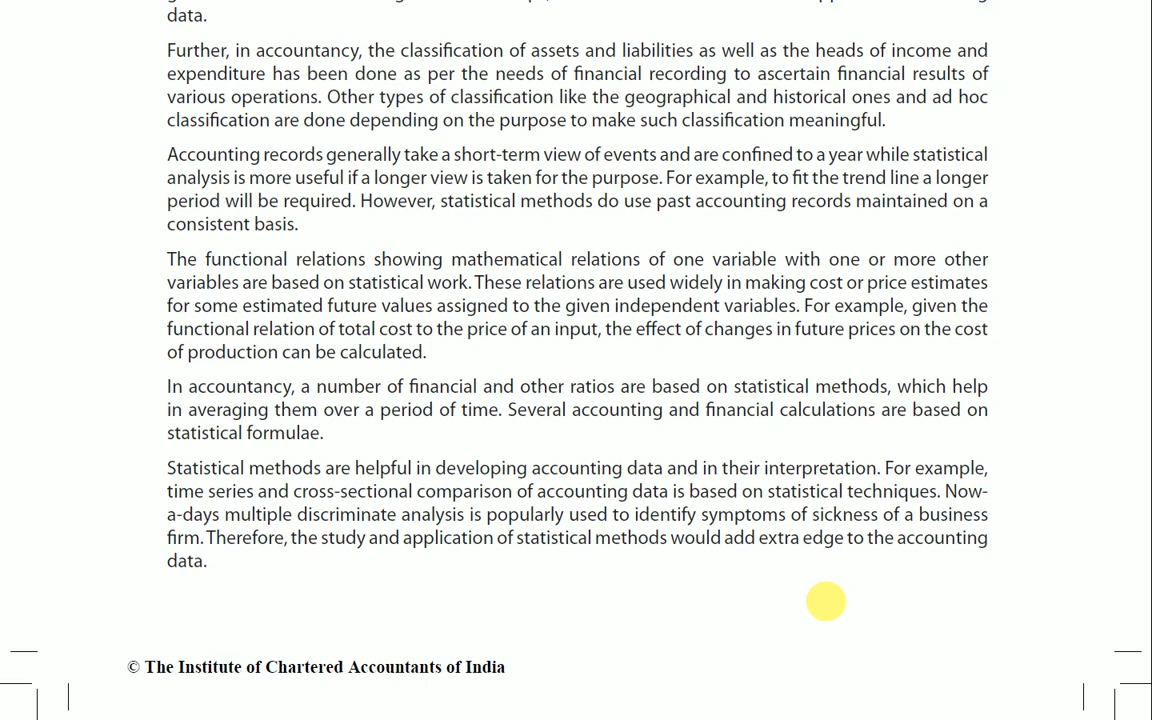 data.
Further, in accountancy, the classification of assets and liabilities as well as the heads of income and
expenditure has been done as per the needs of financial recording to ascertain financial results of
various operations. Other types of classification like the geographical and historical ones and ad hoc
classification are done depending on the purpose to make such classification meaningful.
Accounting records generally take a short-term view of events and are confined to a year while statistical
analysis is more useful if a longer view is taken for the purpose. For example, to fit the trend line a longer
period will be required. However, statistical methods do use past accounting records maintained on a
consistent basis.
The functional relations showing mathematical relations of one variable with one or more other
variables are based on statistical work. These relations are used widely in making cost or price estimates
for some estimated future values assigned to the given independent variables. For example, given the
functional relation of total cost to the price of an input, the effect of changes in future prices on the cost
of production can be calculated.
In accountancy, a number of financial and other ratios are based on statistical methods, which help
in averaging them over a period of time. Several accounting and financial calculations are based on
statistical formulae.
Statistical methods are helpful in developing accounting data and in their interpretation. For example,
time series and cross-sectional comparison of accounting data is based on statistical techniques. Now-
a-days multiple discriminate analysis is popularly used to identify symptoms of sickness of a business
firm. Therefore, the study and application of statistical methods would add extra edge to the accounting
data.
© The Institute of Chartered Accountants of India